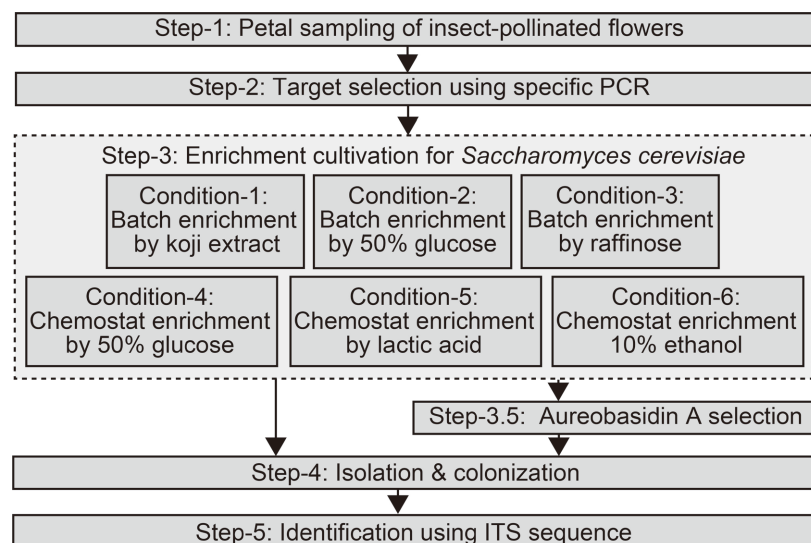 Step-1: Petal sampling of insect-pollinated flowers
Step-2: Target selection using specific PCR
Step-3: Enrichment cultivation for Saccharomyces cerevisiae
Condition-1:
Batch enrichment
by koji extract
Condition-2:
Batch enrichment
by 50% glucose
Condition-3:
Batch enrichment
by raffinose
Condition-4:
Chemostat enrichment
by 50% glucose
Condition-5:
Chemostat enrichment
by lactic acid
Condition-6:
Chemostat enrichment
10% ethanol
Step-3.5: Aureobasidin A selection
Step-4: Isolation & colonization
Step-5: Identification using ITS sequence